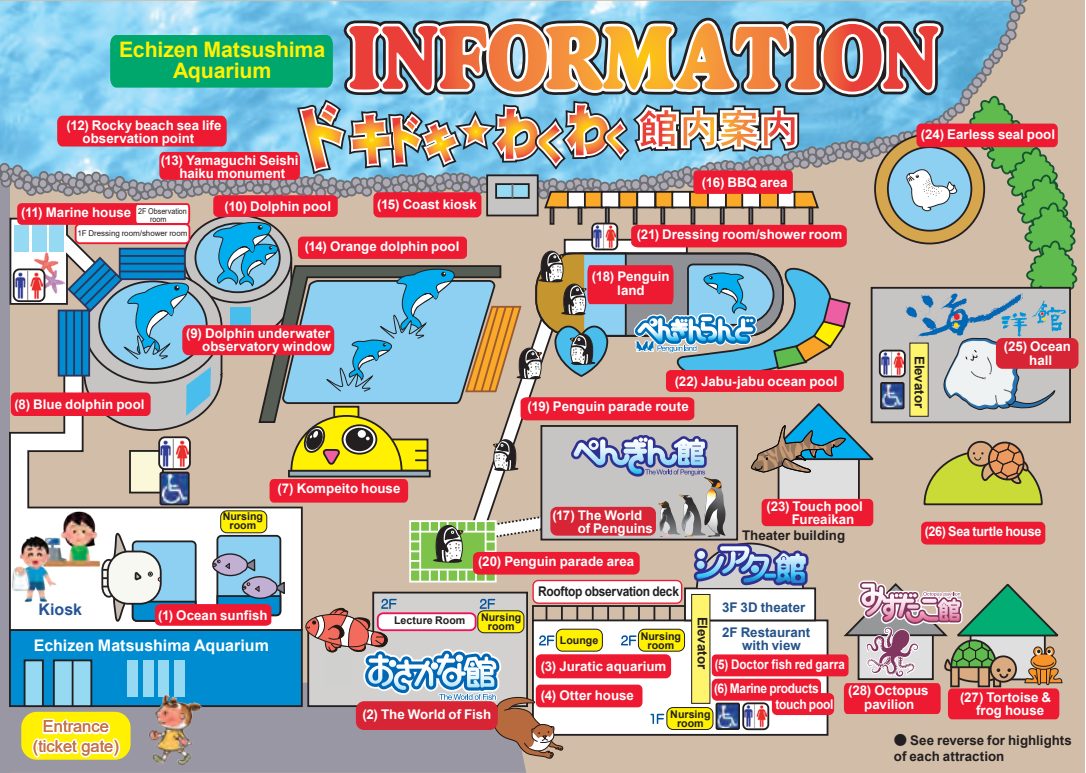 Echizen Matsushima
Aquarium
INFORMATION
ドキドキ★わくわく 館内案内
(12) Rocky beach sea life
observation point
(13) Yamaguchi Seishi
haiku monument
(24) Earless seal pool
(11) Marine house
2F Observation
room
1F Dressing room/shower room
(10) Dolphin pool
(15) Coast kiosk
(16) BBQ area
(14) Orange dolphin pool
(21) Dressing room/shower room
(18) Penguin
land
ぺんぎんらんど
Penguin land
(9) Dolphin underwater
observatory window
海洋館
(25) Ocean
hall
Elevator
(22) Jabu-jabu ocean pool
(8) Blue dolphin pool
(19) Penguin parade route
ぺんぎん館
The World of Penguins
(7) Kompeito house
(17) The World
of Penguins
(23) Touch pool
Fureaikan
(26) Sea turtle house
Theater building
シアター館
Nursing
room
(20) Penguin parade area
Kiosk
(1) Ocean sunfish
Echizen Matsushima Aquarium
Entrance
(ticket gate)
2F
2F
Lecture Room
Nursing
room
おさかな館
The World of Fish
(2) The World of Fish
Rooftop observation deck
2F Lounge
2F Nursing
room
(3) Juratic aquarium
(4) Otter house
1F Nursing
room
Elevator
3F 3D theater
2F Restaurant
with view
(5) Doctor fish red garra
(6) Marine products
touch pool
みずだこ館
Octopus pavilion
(28) Octopus
pavilion
(27) Tortoise &
frog house
● See reverse for highlights
of each attraction